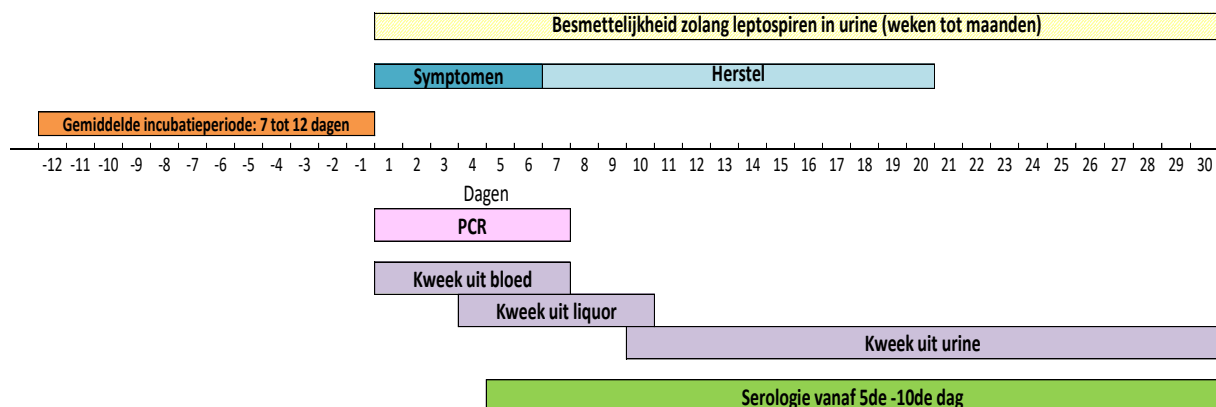 Besmettelijkheid zolang leptospiren in urine (weken tot maanden)
Symptomen Herstel
Gemiddelde incubatieperiode: 7 tot 12 dagen
-12 -11 -10 -9 -8 -7 -6 -5 -4 -3 -2 -1 1 2 3 4 5 6 7 8 9 10 11 12 13 14 15 16 17 18 19 20 21 22 23 24 25 26 27 28 29 30
Dagen
PCR
Kweek uit bloed
Kweek uit liquor
Kweek uit urine
Serologie vanaf 5de -10de dag